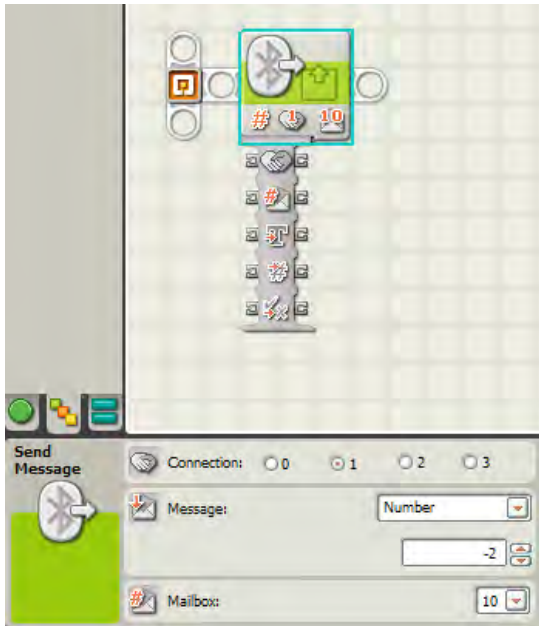 # 1 10
#
T
#
Send
Message
Connection: 0 1 2 3
Message: Number
-2
# Mailbox: 10